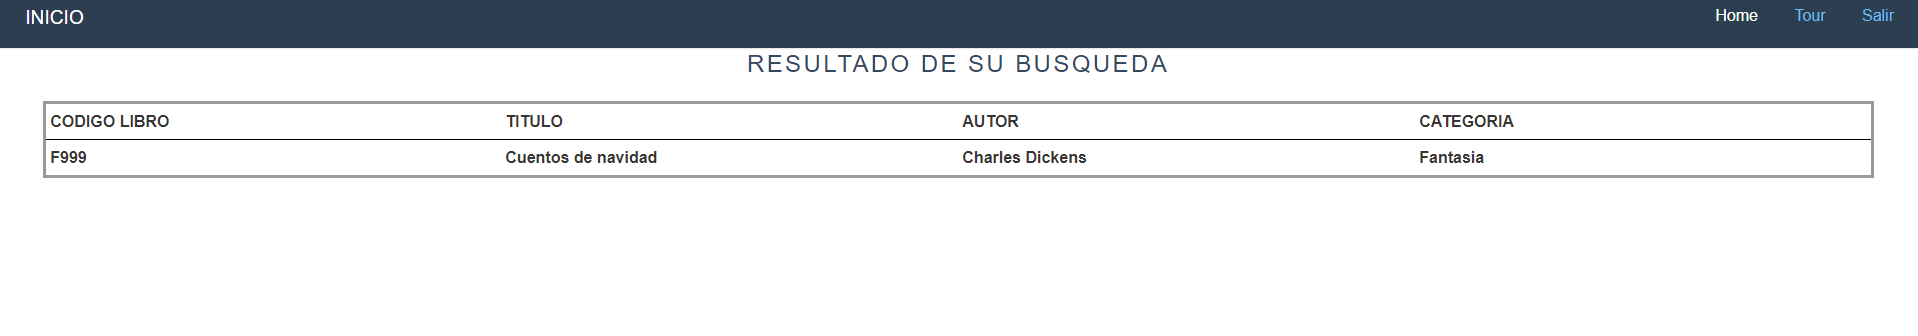 INICIO Home Tour Salir
RESULTADO DE SU BUSQUEDA
CODIGO LIBRO TITULO AUTOR CATEGORIA
F999 Cuentos de navidad Charles Dickens Fantasia